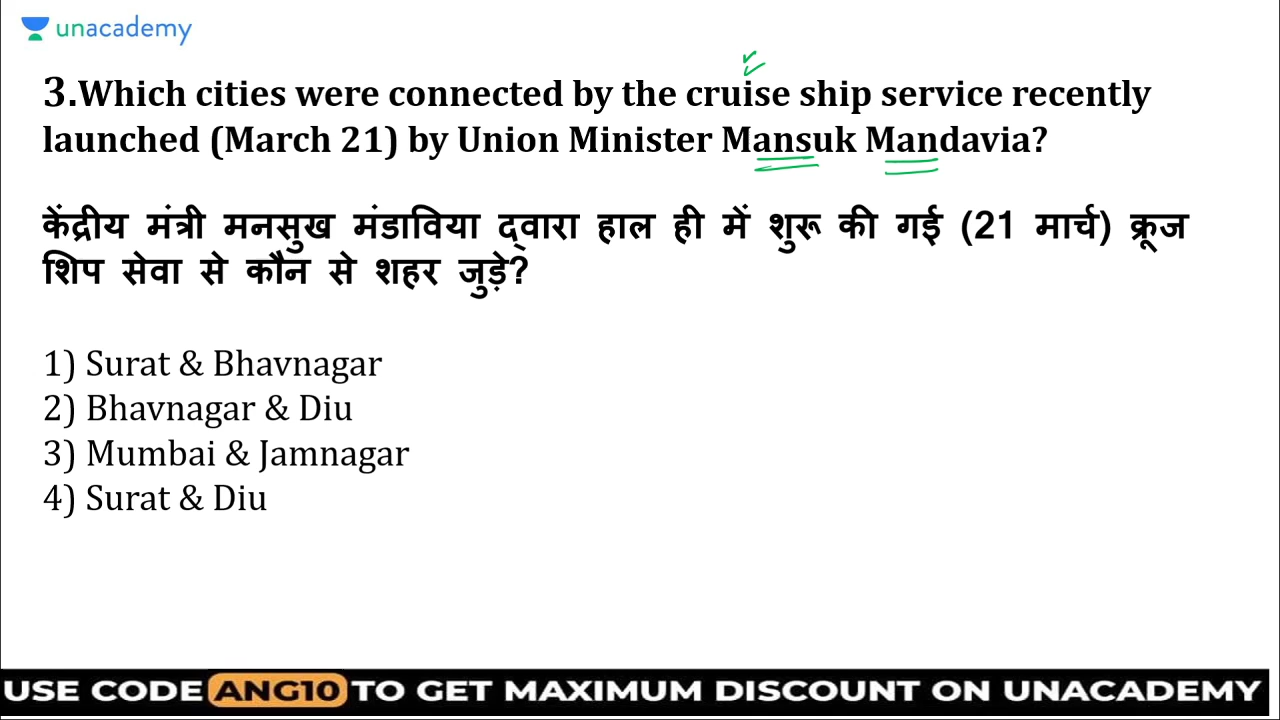 unacademy
3.Which cities were connected by the cruise ship service recently
launched (March 21) by Union Minister Mansuk Mandavia?
केंद्रीय मंत्री मनसुख मंडाविया द्वारा हाल ही में शुरू की गई (21 मार्च) क्रूज
शिप सेवा से कौन से शहर जुड़े?
1) Surat & Bhavnagar
2) Bhavnagar & Diu
3) Mumbai & Jamnagar
4) Surat & Diu
USE CODE ANG10 TO GET MAXIMUM DISCOUNT ON UNACADEMY